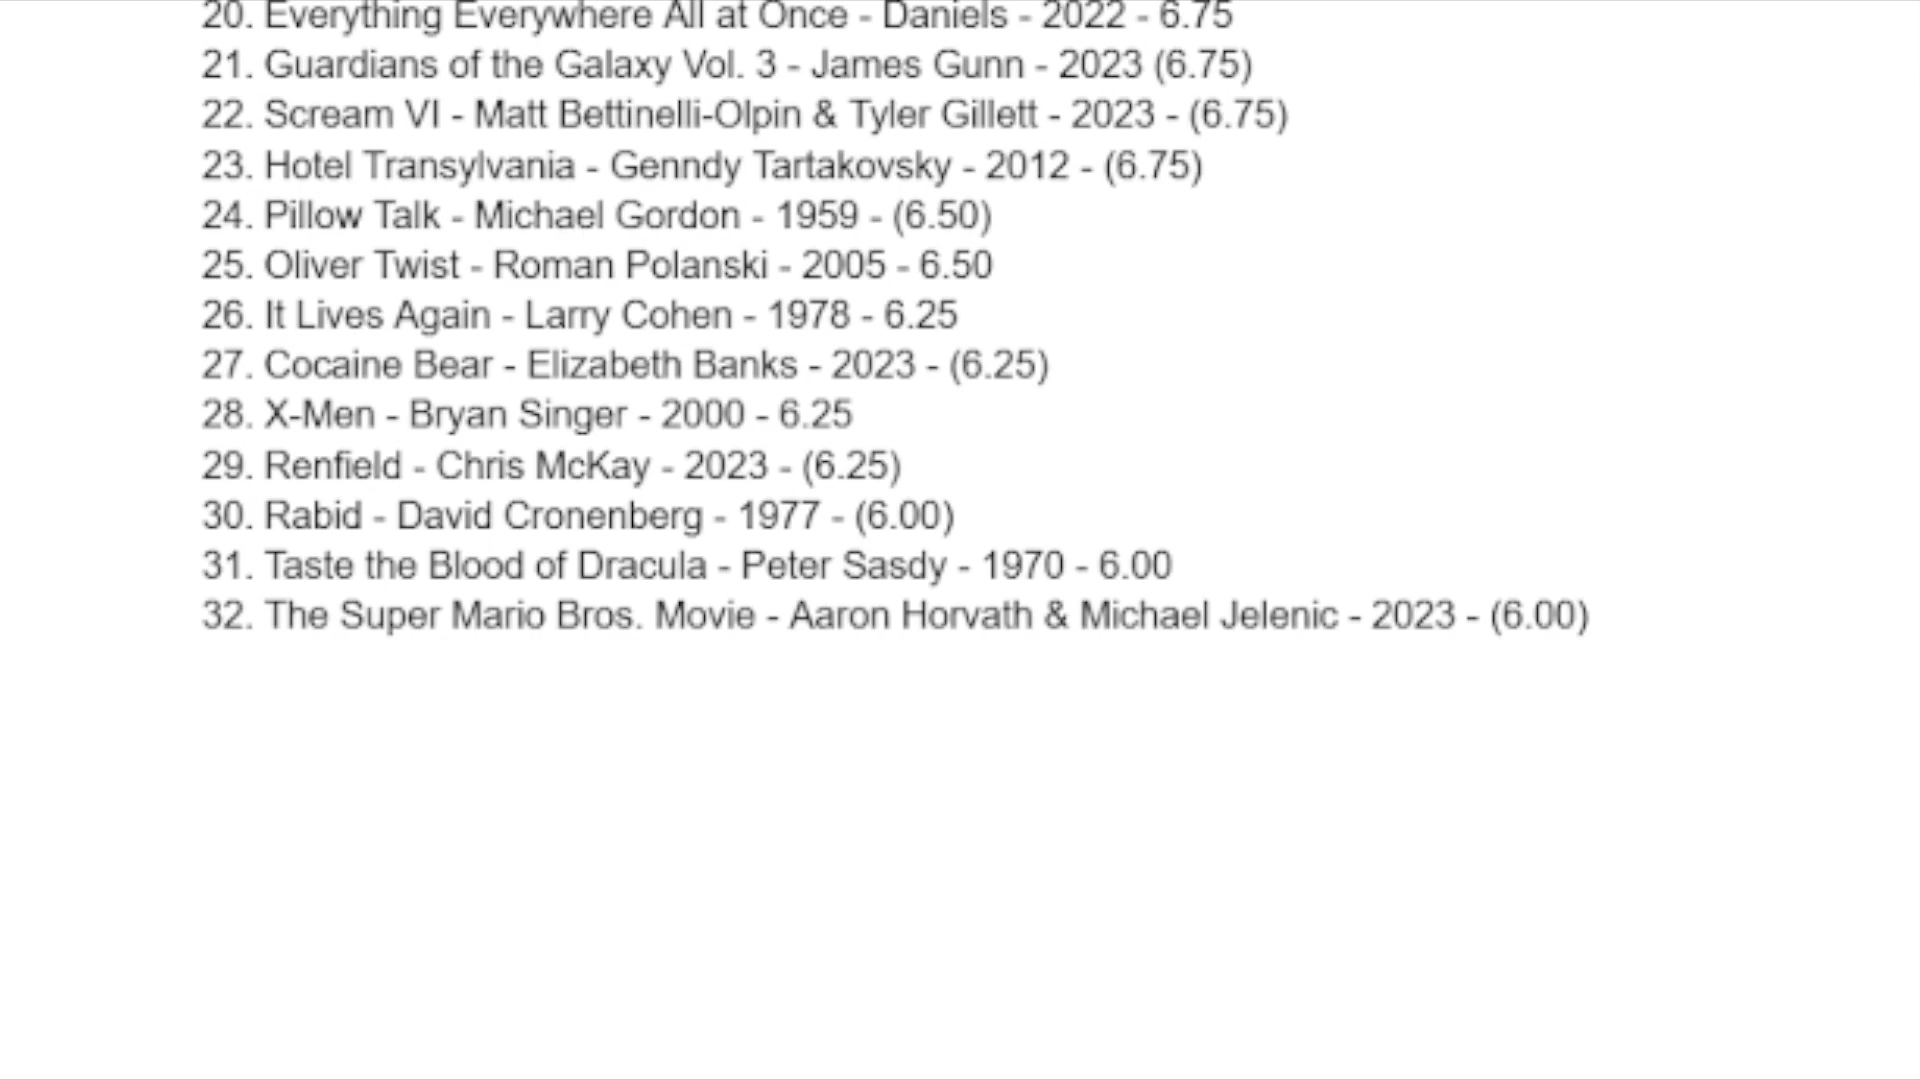 20. Everything Everywhere All at Once - Daniels - 2022 - 6.75
21. Guardians of the Galaxy Vol. 3 - James Gunn - 2023 (6.75)
22. Scream VI - Matt Bettinelli-Olpin & Tyler Gillett - 2023 - (6.75)
23. Hotel Transylvania - Genndy Tartakovsky - 2012 - (6.75)
24. Pillow Talk - Michael Gordon - 1959 - (6.50)
25. Oliver Twist - Roman Polanski - 2005 - 6.50
26. It Lives Again - Larry Cohen - 1978 - 6.25
27. Cocaine Bear - Elizabeth Banks - 2023 - (6.25)
28. X-Men - Bryan Singer - 2000 - 6.25
29. Renfield - Chris McKay - 2023 - (6.25)
30. Rabid - David Cronenberg - 1977 - (6.00)
31. Taste the Blood of Dracula - Peter Sasdy - 1970 - 6.00
32. The Super Mario Bros. Movie - Aaron Horvath & Michael Jelenic - 2023 - (6.00)